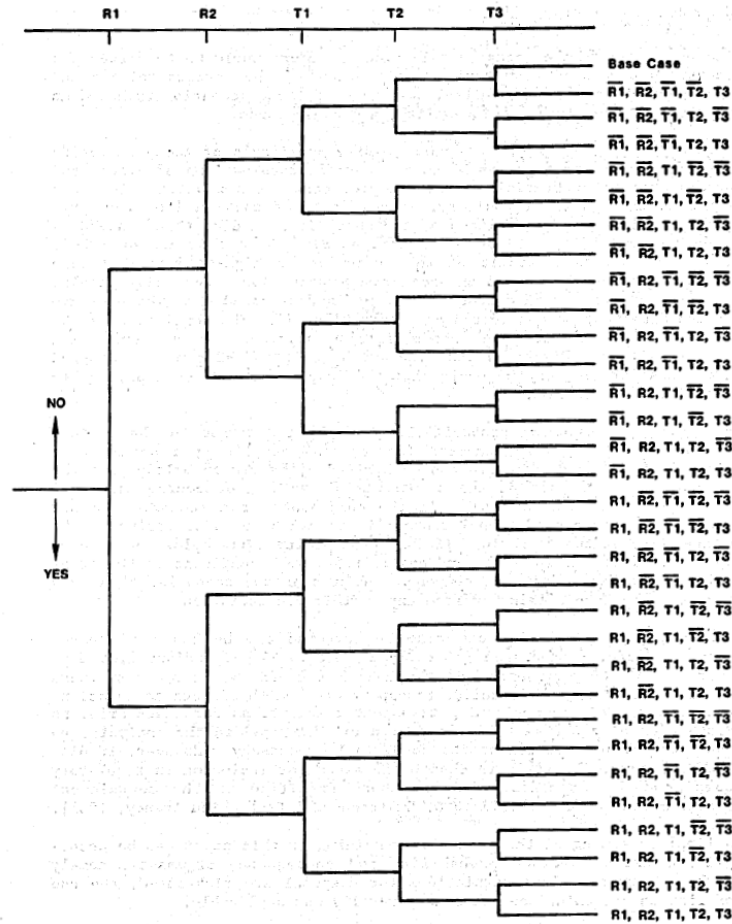 R1 R2 T1 T2 T3
Base Case
R̅1̅, R̅2̅, T̅1̅, T̅2̅, T3
R̅1̅, R̅2̅, T̅1̅, T2, T̅3̅
R̅1̅, R̅2̅, T̅1̅, T2, T3
R̅1̅, R̅2̅, T1, T̅2̅, T̅3̅
R̅1̅, R̅2̅, T1, T̅2̅, T3
R̅1̅, R̅2̅, T1, T2, T̅3̅
R̅1̅, R̅2̅, T1, T2, T3
R̅1̅, R2, T̅1̅, T̅2̅, T̅3̅
R̅1̅, R2, T̅1̅, T̅2̅, T3
R̅1̅, R2, T̅1̅, T2, T̅3̅
R̅1̅, R2, T̅1̅, T2, T3
R̅1̅, R2, T1, T̅2̅, T̅3̅
NO
R̅1̅, R2, T1, T̅2̅, T3
R̅1̅, R2, T1, T2, T̅3̅
R̅1̅, R2, T1, T2, T3
R1, R̅2̅, T̅1̅, T̅2̅, T̅3̅
R1, R̅2̅, T̅1̅, T̅2̅, T3
R1, R̅2̅, T̅1̅, T2, T̅3̅
YES
R1, R̅2̅, T̅1̅, T2, T3
R1, R̅2̅, T1, T̅2̅, T̅3̅
R1, R̅2̅, T1, T̅2̅, T3
R1, R̅2̅, T1, T2, T̅3̅
R1, R̅2̅, T1, T2, T3
R1, R2, T̅1̅, T̅2̅, T̅3̅
R1, R2, T̅1̅, T̅2̅, T3
R1, R2, T̅1̅, T2, T̅3̅
R1, R2, T̅1̅, T2, T3
R1, R2, T1, T̅2̅, T̅3̅
R1, R2, T1, T̅2̅, T3
R1, R2, T1, T2, T̅3̅
R1, R2, T1, T2, T3